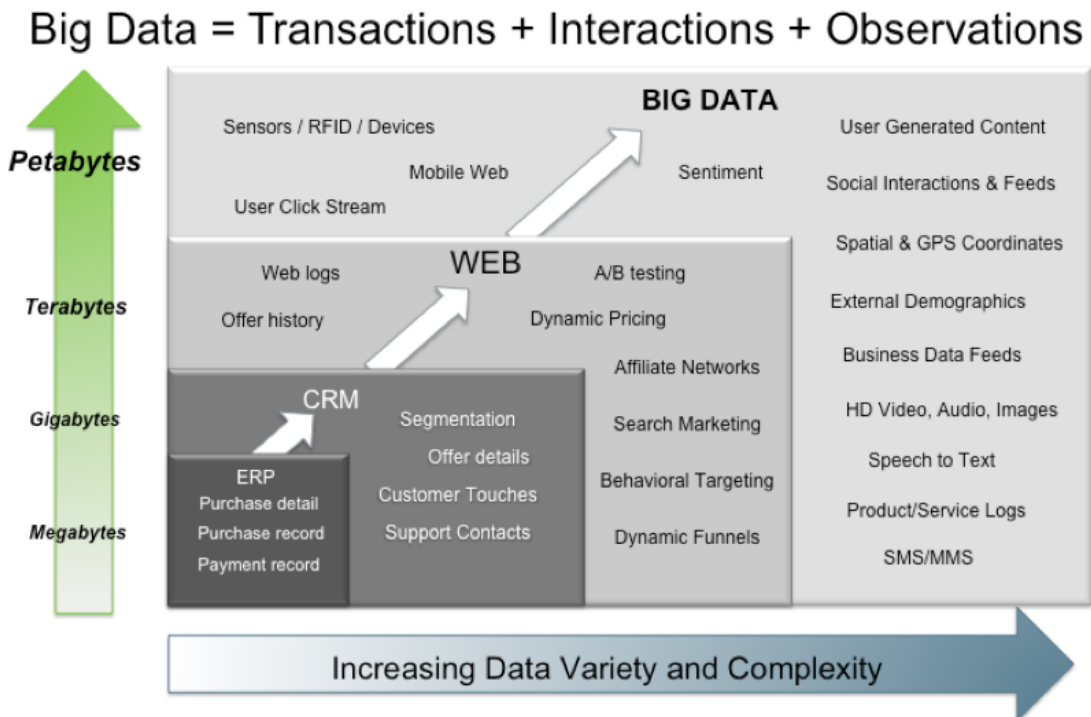 Big Data = Transactions + Interactions + Observations
BIG DATA
Sensors / RFID / Devices
User Generated Content
Petabytes
Mobile Web
Sentiment
Social Interactions & Feeds
User Click Stream
Spatial & GPS Coordinates
WEB
Web logs
A/B testing
Terabytes
External Demographics
Offer history
Dynamic Pricing
Business Data Feeds
Affiliate Networks
CRM
Gigabytes
Segmentation
Search Marketing
HD Video, Audio, Images
Offer details
Speech to Text
ERP
Behavioral Targeting
Purchase detail
Customer Touches
Product/Service Logs
Megabytes
Purchase record
Support Contacts
Dynamic Funnels
SMS/MMS
Payment record
Increasing Data Variety and Complexity